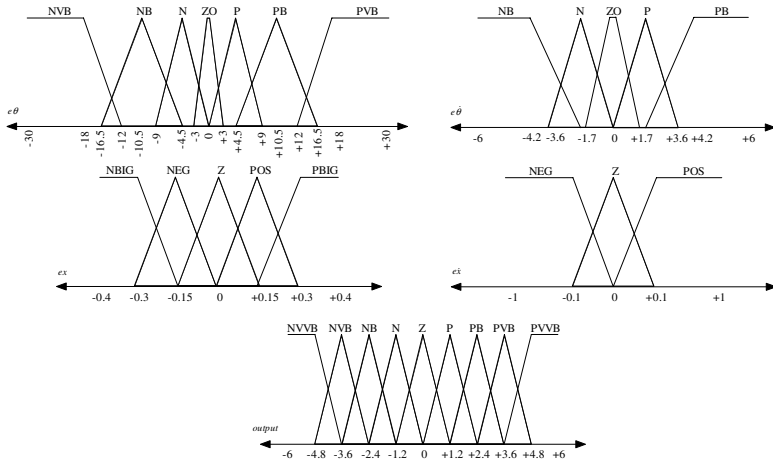 NVB NB N ZO P PB PVB
eθ
-30 -18 -16.5 -12 -10.5 -9 -4.5 -3 0 +3 +4.5 +9 +10.5 +12 +16.5 +18 +30
NB N ZO P PB
eθ̇
-6 -4.2 -3.6 -1.7 0 +1.7 +3.6 +4.2 +6
NBIG NEG Z POS PBIG
ex
-0.4 -0.3 -0.15 0 +0.15 +0.3 +0.4
NEG Z POS
eẋ
-1 -0.1 0 +0.1 +1
NVVB NVB NB N Z P PB PVB PVVB
output
-6 -4.8 -3.6 -2.4 -1.2 0 +1.2 +2.4 +3.6 +4.8 +6